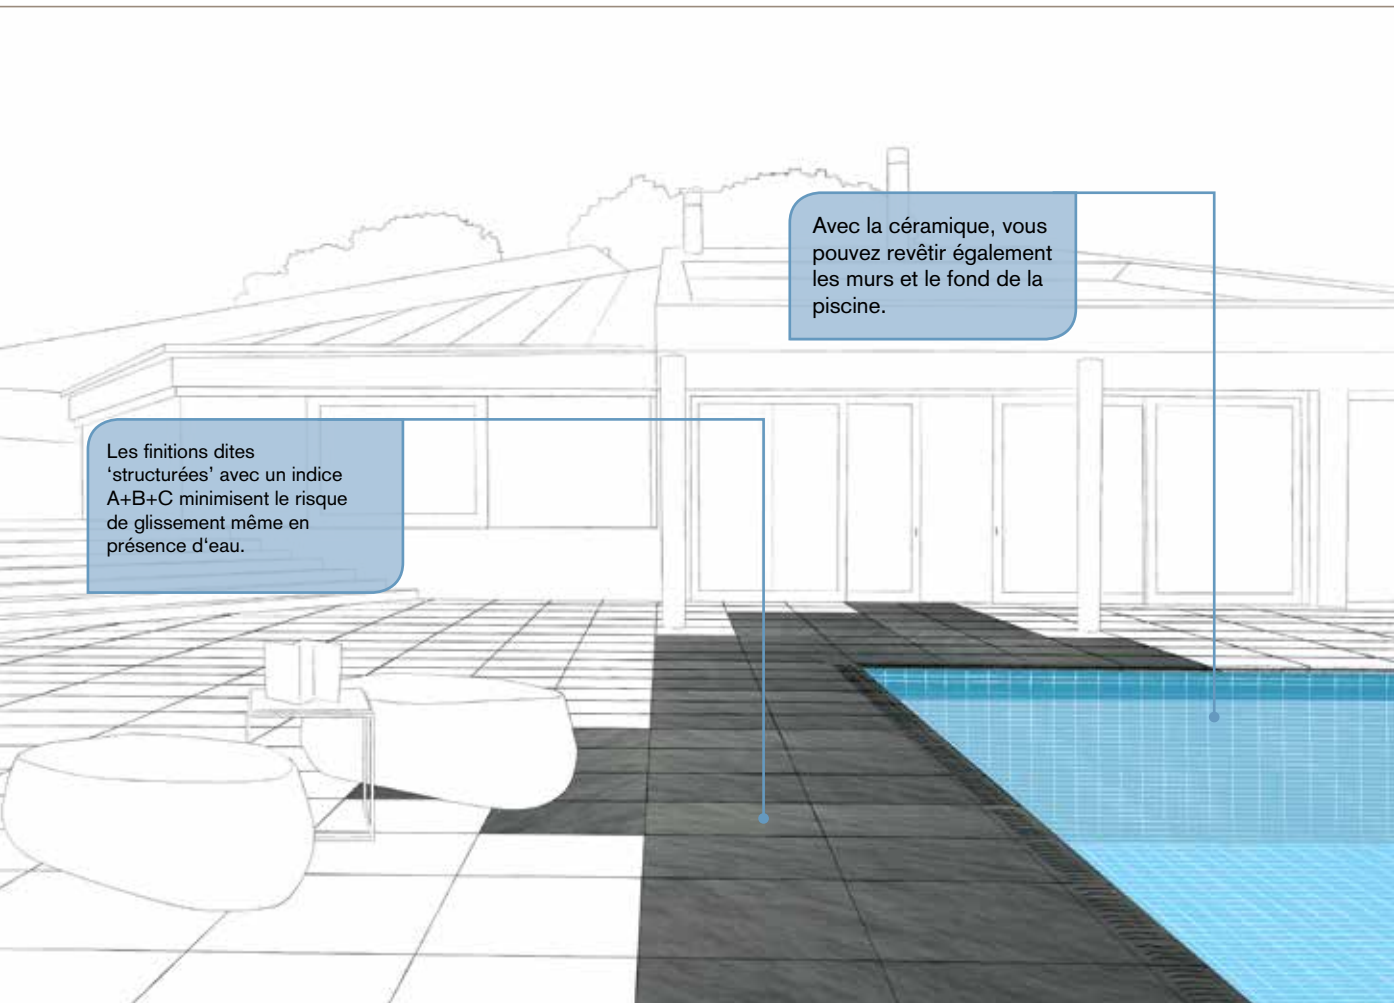 Avec la céramique, vous
pouvez revêtir également
les murs et le fond de la
piscine.
Les finitions dites
‘structurées’ avec un indice
A+B+C minimisent le risque
de glissement même en
présence d‘eau.